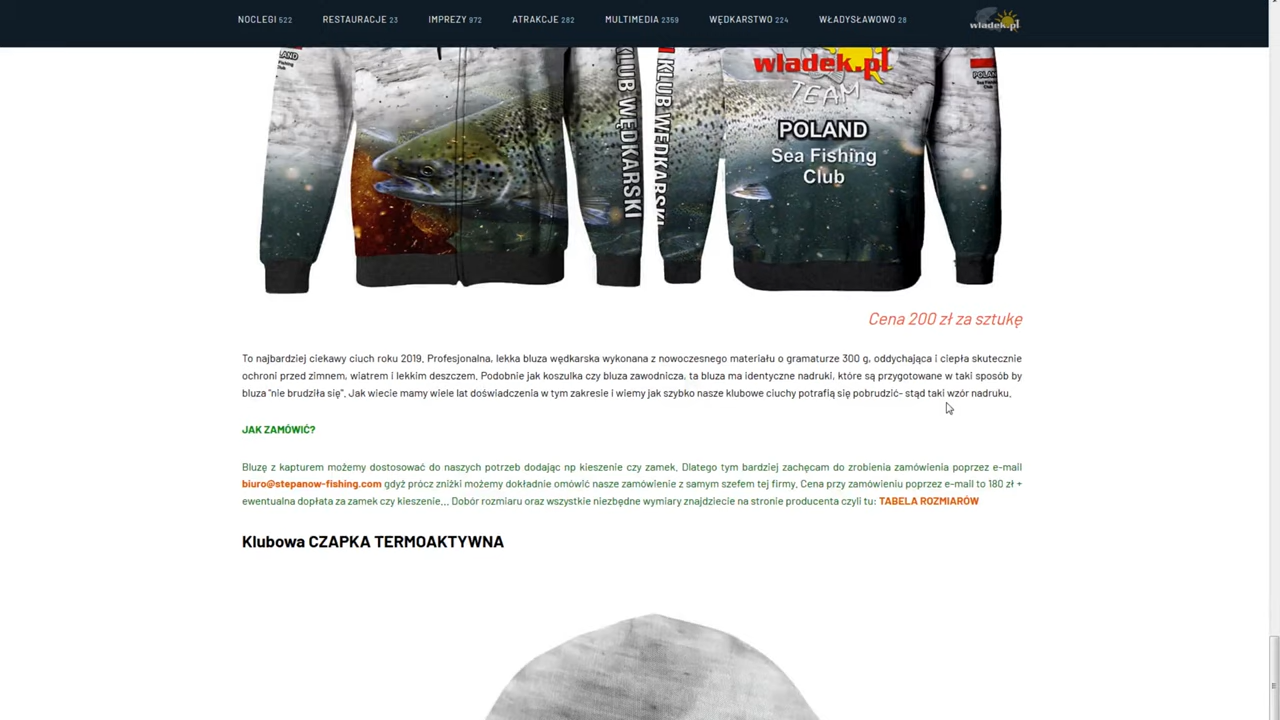 NOCLEGI 522 RESTAURACJE 23 IMPREZY 972 ATRAKCJE 282 MULTIMEDIA 2359 WĘDKARSTWO 224 WŁADYSŁAWOWO 28 wladek.pl
wladek.pl
TEAM
POLAND
Sea Fishing
Club
KLUB WĘDKARSKI
KLUB WĘDKARSKI
Cena 200 zł za sztukę
To najbardziej ciekawy ciuch roku 2019. Profesjonalna, lekka bluza wędkarska wykonana z nowoczesnego materiału o gramaturze 300 g, oddychająca i ciepła skutecznie
ochroni przed zimnem, wiatrem i lekkim deszczem. Podobnie jak koszulka czy bluza zawodnicza, ta bluza ma identyczne nadruki, które są przygotowane w taki sposób by
bluza "nie brudziła się". Jak wiecie mamy wiele lat doświadczenia w tym zakresie i wiemy jak szybko nasze klubowe ciuchy potrafią się pobrudzić- stąd taki wzór nadruku.
JAK ZAMÓWIĆ?
Bluzę z kapturem możemy dostosować do naszych potrzeb dodając np kieszenie czy zamek. Dlatego tym bardziej zachęcam do zrobienia zamówienia poprzez e-mail
biuro@stepanow-fishing.com gdyż prócz zniżki możemy dokładnie omówić nasze zamówienie z samym szefem tej firmy. Cena przy zamówieniu poprzez e-mail to 180 zł +
ewentualna dopłata za zamek czy kieszenie... Dobór rozmiaru oraz wszystkie niezbędne wymiary znajdziecie na stronie producenta czyli tu: TABELA ROZMIARÓW
Klubowa CZAPKA TERMOAKTYWNA